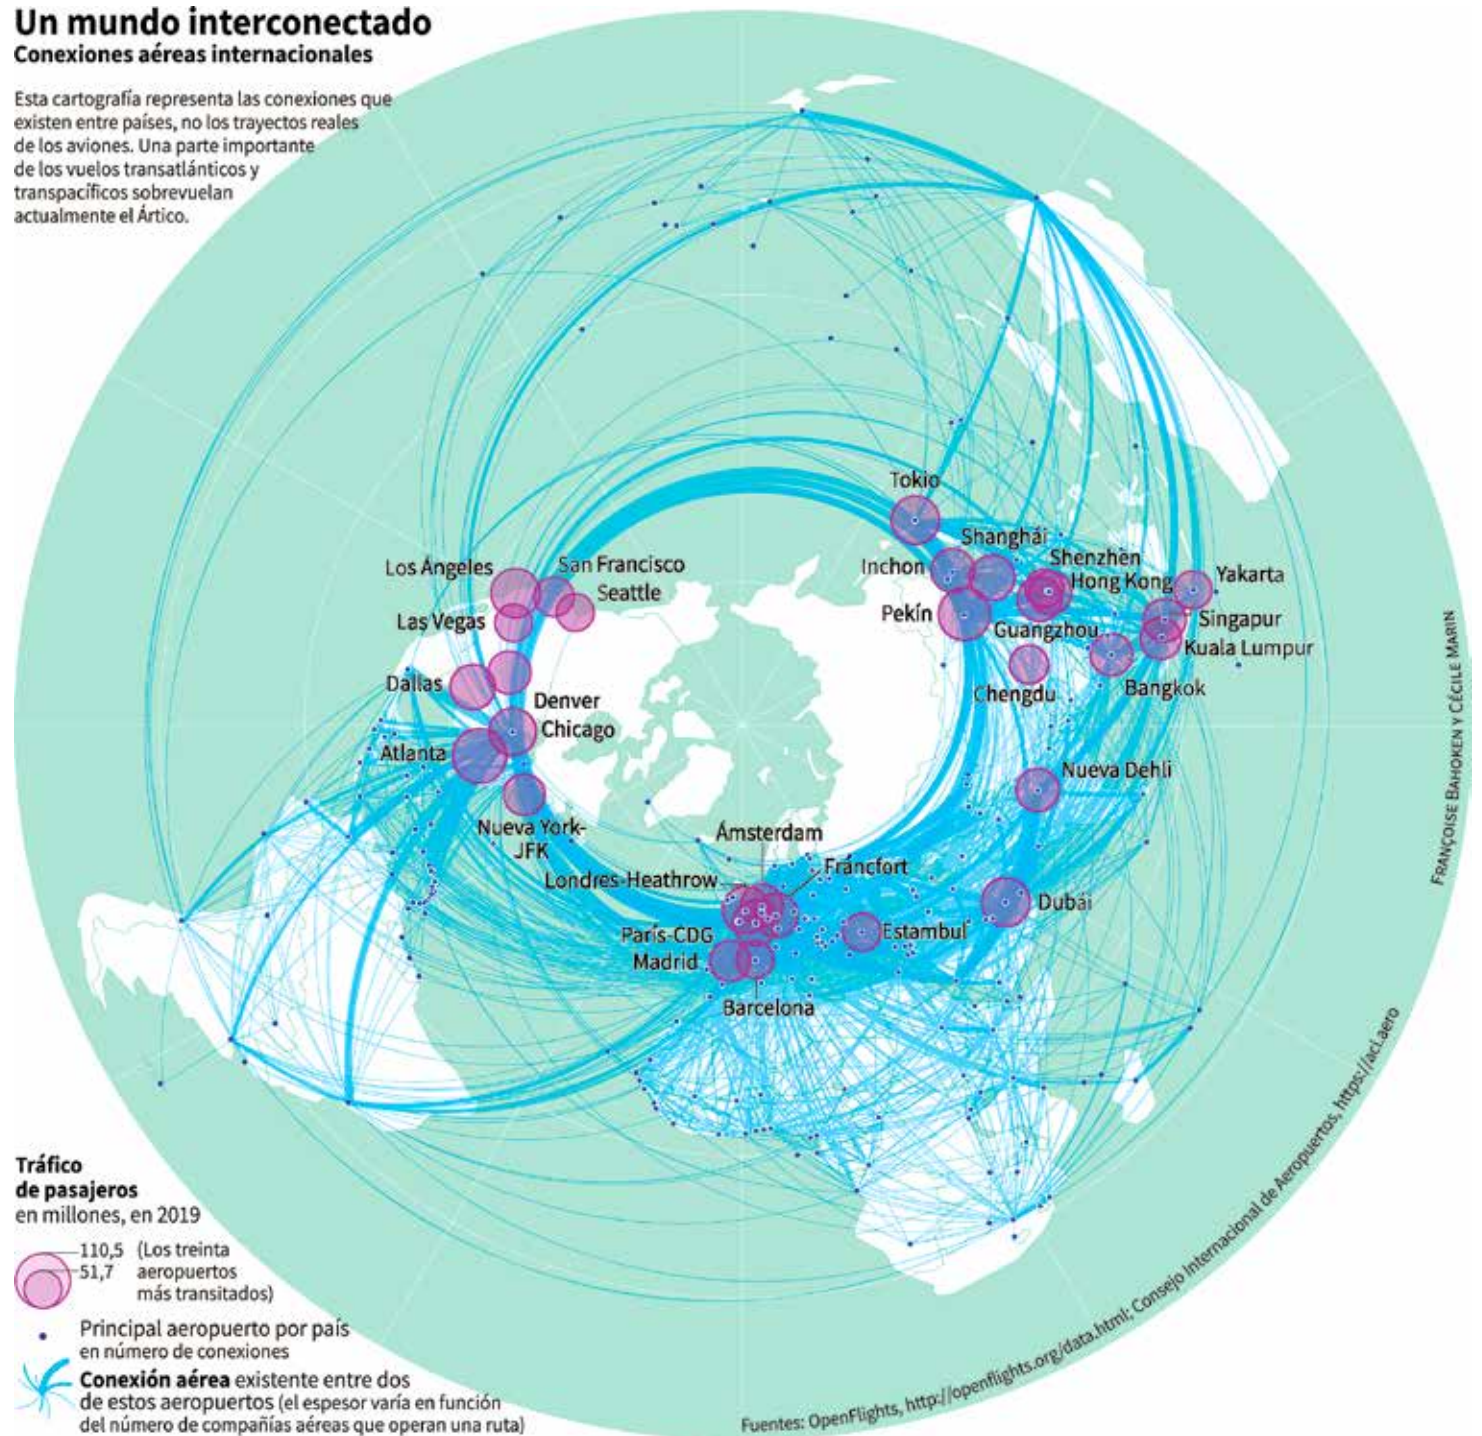 Un mundo interconectado
Conexiones aéreas internacionales
Esta cartografía representa las conexiones que
existen entre países, no los trayectos reales
de los aviones. Una parte importante
de los vuelos transatlánticos y
transpacíficos sobrevuelan
actualmente el Ártico.
Tokio
Shanghái
Shenzhen
Inchon
Hong Kong
Yakarta
Pekín
Singapur
Guangzhou
Kuala Lumpur
Chengdu
Bangkok
Los Ángeles
San Francisco
Seattle
Las Vegas
Dallas
Denver
Chicago
Atlanta
Nueva Dehli
Nueva York-
JFK
Ámsterdam
Fráncfort
Londres-Heathrow
Dubái
París-CDG
Estambul
Madrid
Barcelona
FRANÇOISE BAHOKEN Y CÉCILE MARIN
Tráfico
de pasajeros
en millones, en 2019
110,5 (Los treinta
51,7 aeropuertos
más transitados)
Principal aeropuerto por país
en número de conexiones
Conexión aérea existente entre dos
de estos aeropuertos (el espesor varía en función
del número de compañías aéreas que operan una ruta)
Fuentes: OpenFlights, http://openflights.org/data.html; Consejo Internacional de Aeropuertos, https://aci.aero